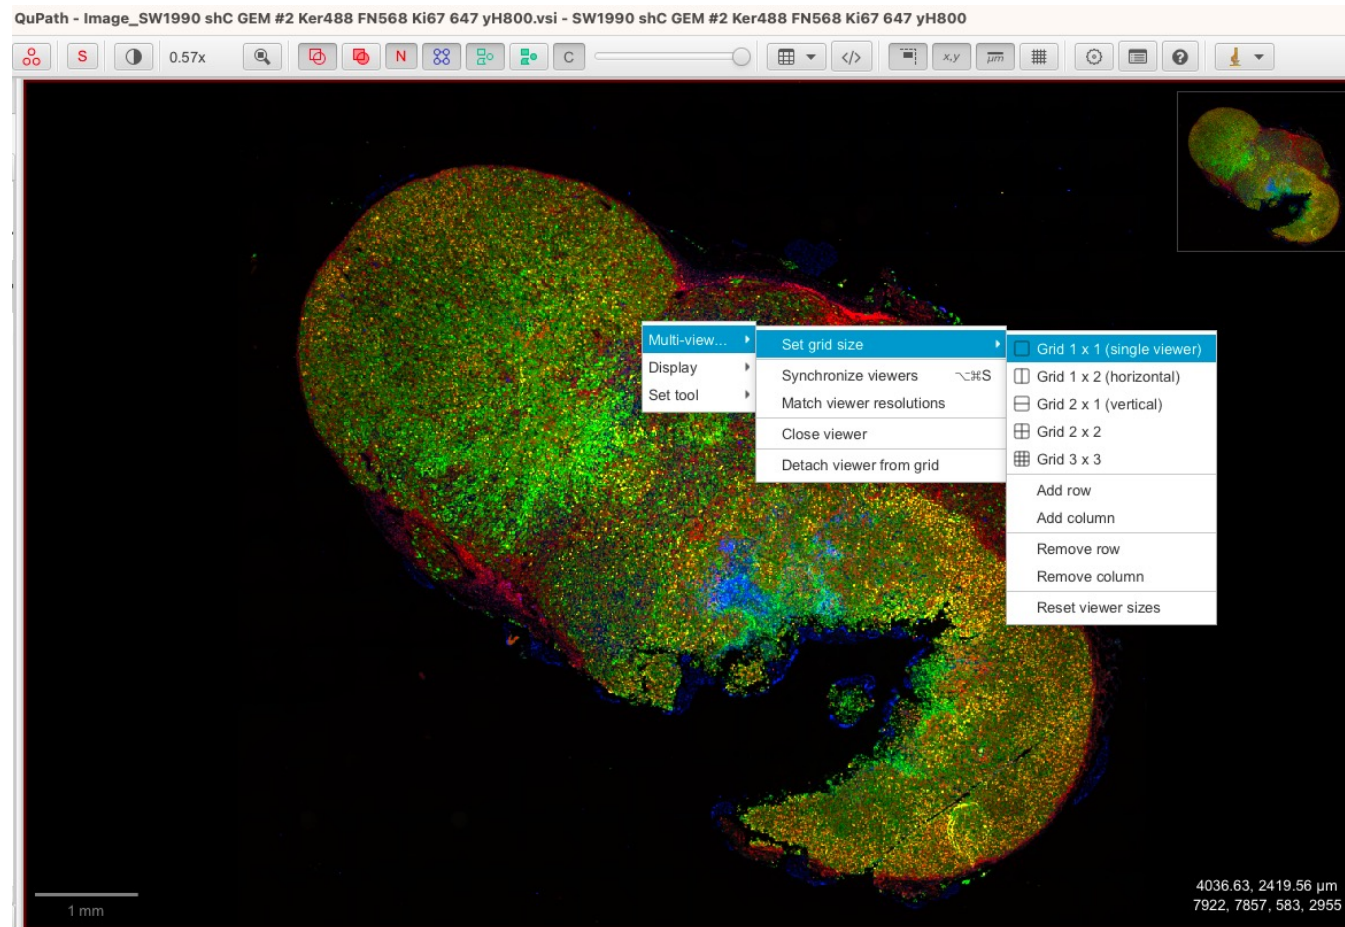 QuPath - Image_SW1990 shC GEM #2 Ker488 FN568 Ki67 647 yH800.vsi - SW1990 shC GEM #2 Ker488 FN568 Ki67 647 yH800
S 0.57x N C </> x,y µm ?
Multi-view...
Display
Set tool
Set grid size
Synchronize viewers ⌥⌘S
Match viewer resolutions
Close viewer
Detach viewer from grid
Grid 1 x 1 (single viewer)
Grid 1 x 2 (horizontal)
Grid 2 x 1 (vertical)
Grid 2 x 2
Grid 3 x 3
Add row
Add column
Remove row
Remove column
Reset viewer sizes
1 mm
4036.63, 2419.56 µm
7922, 7857, 583, 2955